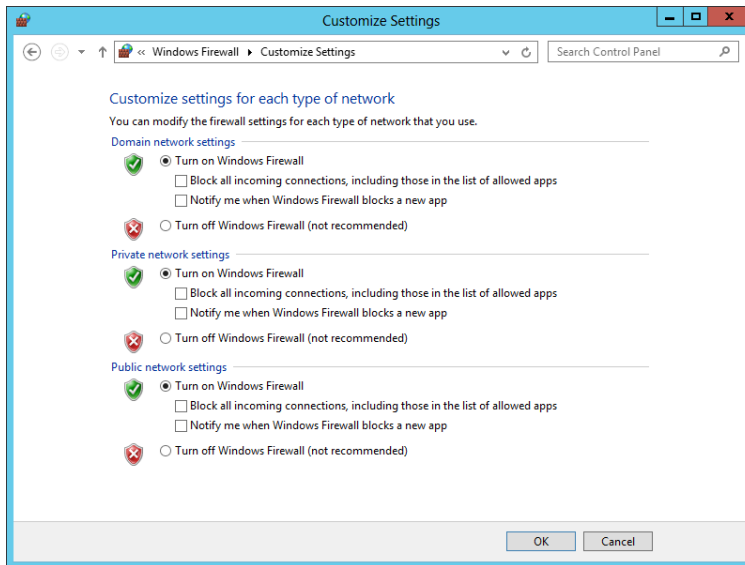 Customize Settings
« Windows Firewall ▸ Customize Settings
Search Control Panel
Customize settings for each type of network
You can modify the firewall settings for each type of network that you use.
Domain network settings
Turn on Windows Firewall
Block all incoming connections, including those in the list of allowed apps
Notify me when Windows Firewall blocks a new app
Turn off Windows Firewall (not recommended)
Private network settings
Turn on Windows Firewall
Block all incoming connections, including those in the list of allowed apps
Notify me when Windows Firewall blocks a new app
Turn off Windows Firewall (not recommended)
Public network settings
Turn on Windows Firewall
Block all incoming connections, including those in the list of allowed apps
Notify me when Windows Firewall blocks a new app
Turn off Windows Firewall (not recommended)
OK Cancel